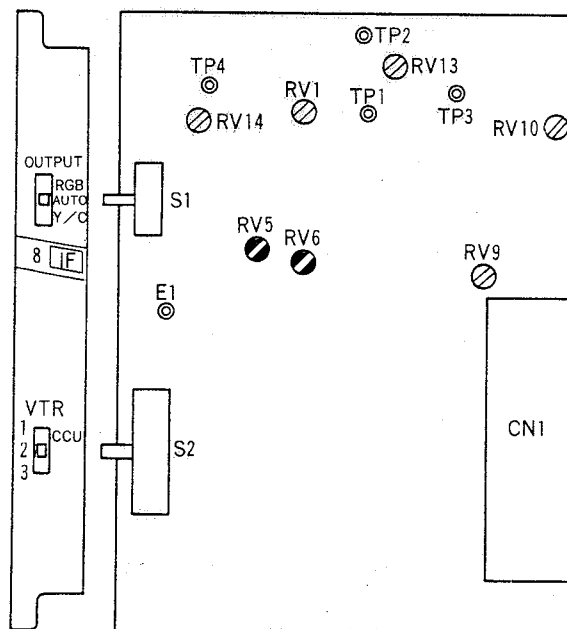 TP2
TP4
RV13
RV1
RV14
TP1
TP3
RV10
OUTPUT
RGB
AUTO
Y/C
S1
8 iF
RV5
RV6
RV9
E1
VTR
1
CCU
2
3
S2
CN1